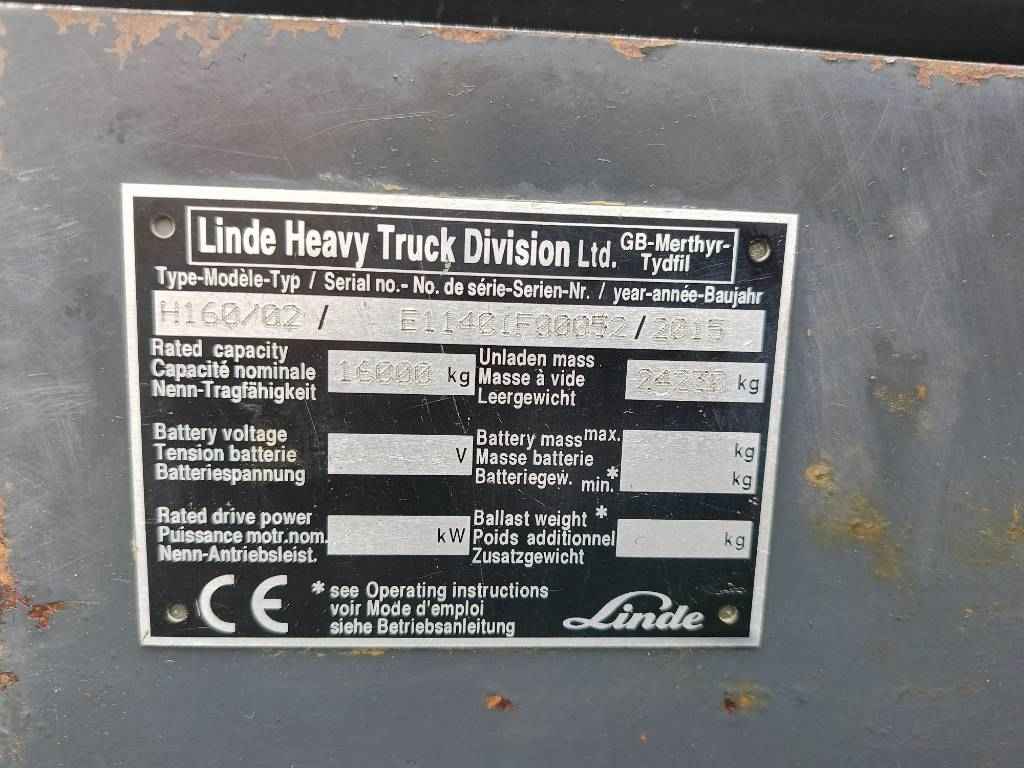 Linde Heavy Truck Division Ltd. GB-Merthyr-
Tydfil
Type-Modèle-Typ / Serial no.- No. de série-Serien-Nr. / year-année-Baujahr
H160/02 / /2015
Rated capacity
Capacité nominale 16000 kg
Nenn-Tragfähigkeit
Unladen mass
Masse à vide kg
Leergewicht
Battery voltage
Tension batterie V
Batteriespannung
Battery mass max. kg
Masse batterie
Batteriegew. min.* kg
Rated drive power
Puissance motr.nom. kW
Nenn-Antriebsleist.
Ballast weight *
Poids additionnel kg
Zusatzgewicht
CE
* see Operating instructions
voir Mode d'emploi
siehe Betriebsanleitung
Linde